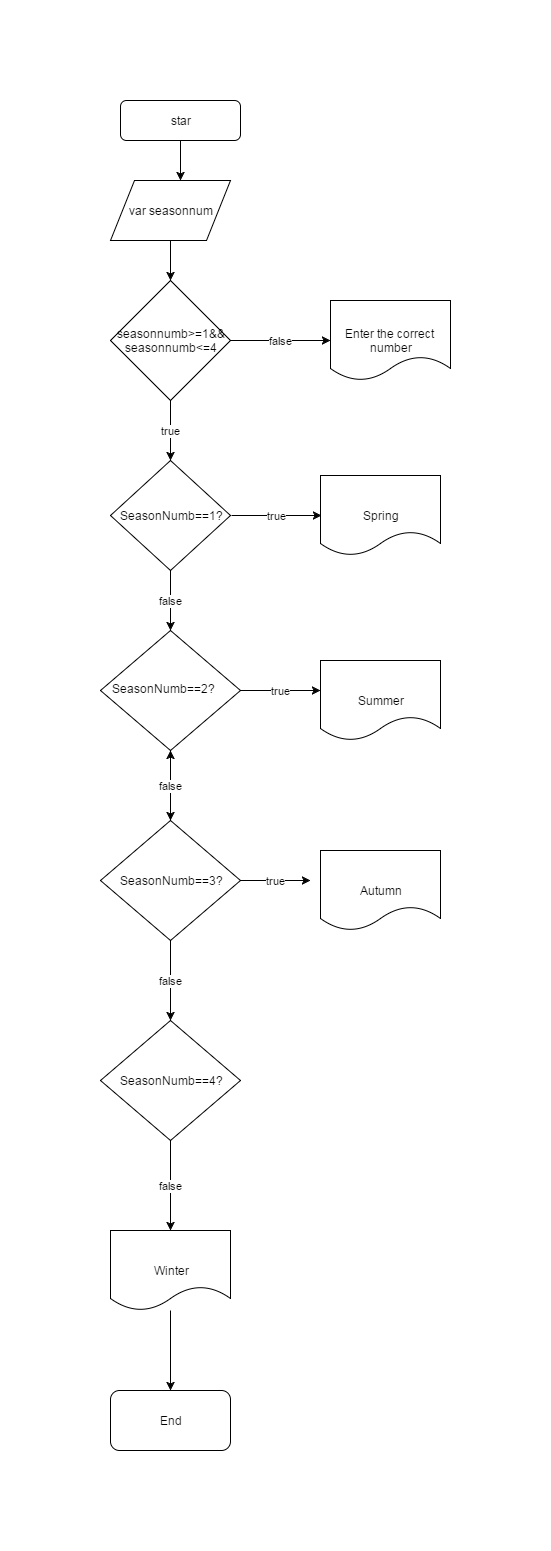 star
var seasonnum
seasonnumb>=1&&
seasonnumb<=4
false
Enter the correct
number
true
SeasonNumb==1?
true
Spring
false
SeasonNumb==2?
true
Summer
false
SeasonNumb==3?
true
Autumn
false
SeasonNumb==4?
false
Winter
End